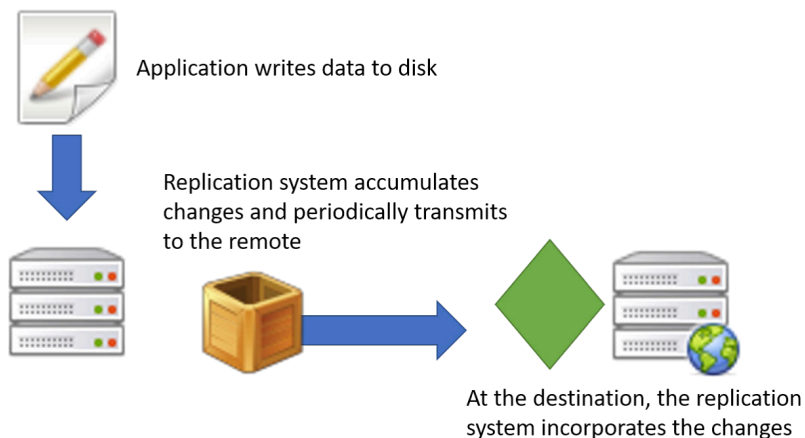 Application writes data to disk
Replication system accumulates
changes and periodically transmits
to the remote
At the destination, the replication
system incorporates the changes